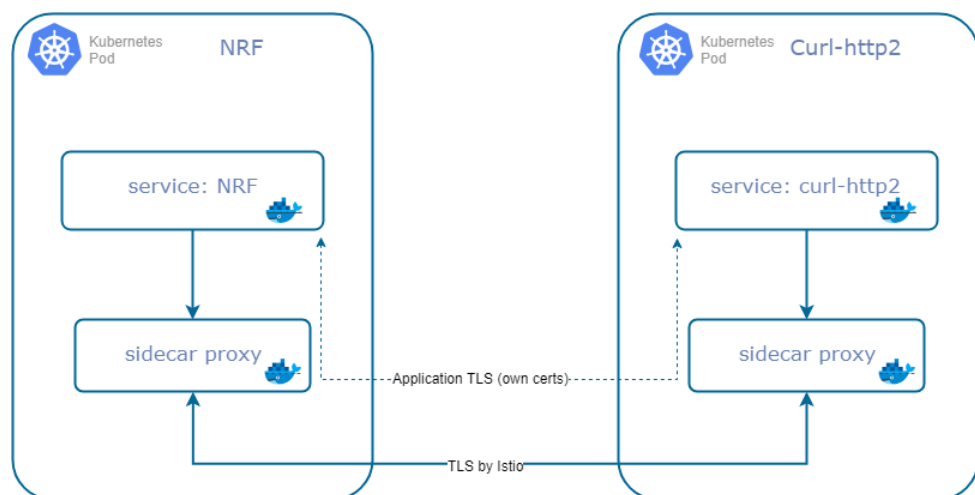 Kubernetes
Pod
NRF
Kubernetes
Pod
Curl-http2
service: NRF
service: curl-http2
sidecar proxy
sidecar proxy
Application TLS (own certs)
TLS by Istio